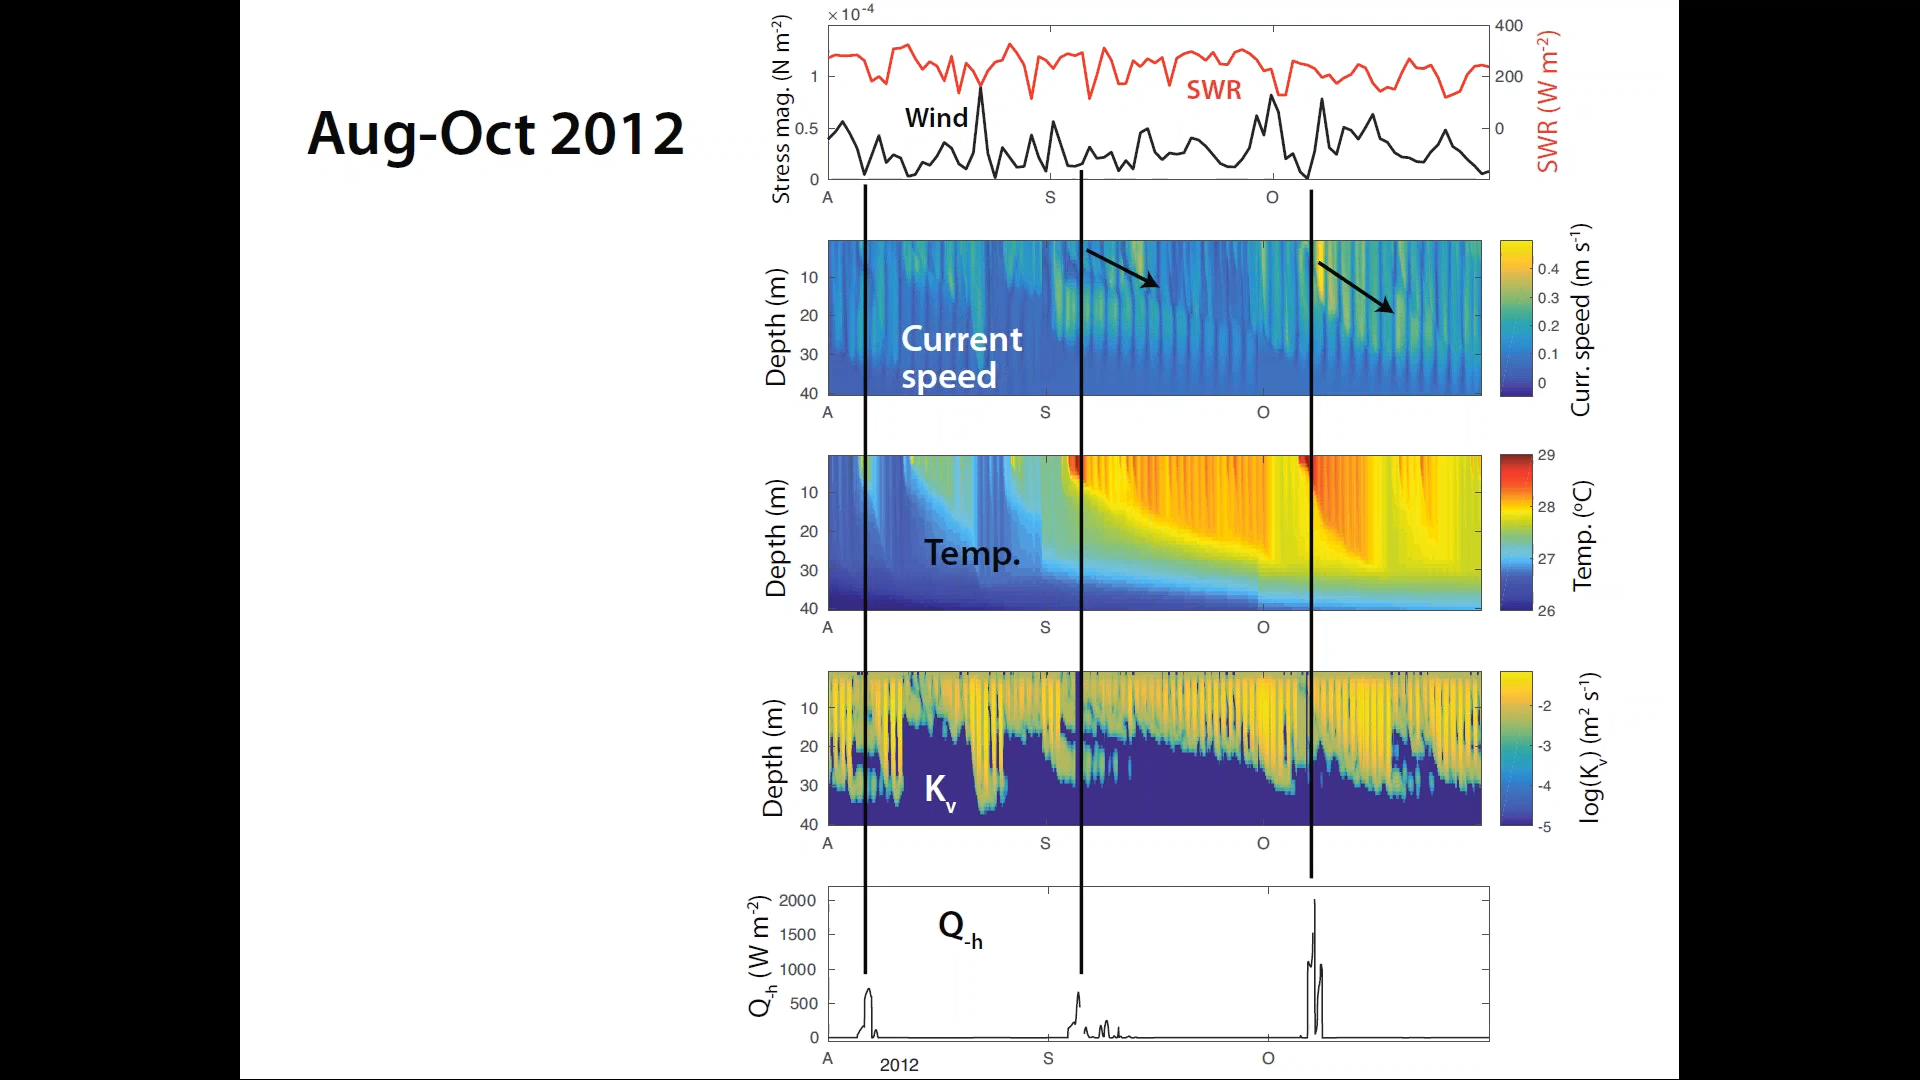 Aug-Oct 2012
×10⁻⁴
Stress mag. (N m⁻²)
1
0.5
0
SWR
Wind
400
200
0
SWR (W m⁻²)
A S O
Depth (m)
10
20
30
40
Current
speed
0.4
0.3
0.2
0.1
0
Curr. speed (m s⁻¹)
A S O
Depth (m)
10
20
30
40
Temp.
29
28
27
26
Temp. (ºC)
A S O
Depth (m)
10
20
30
40
Kᵥ
-2
-3
-4
-5
log(Kᵥ) (m² s⁻¹)
A S O
Q₋ₕ (W m⁻²)
2000
1500
1000
500
0
Q₋ₕ
A S O
2012